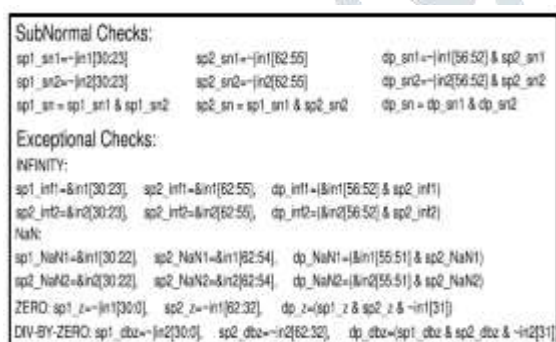 SubNormal Checks:
sp1_sn1=~|in1[30:23] sp2_sn1=~|in1[62:55] dp_sn1=~|in1[56:52] & sp2_sn1
sp1_sn2=~|in2[30:23] sp2_sn2=~|in2[62:55] dp_sn2=~|in2[56:52] & sp2_sn2
sp1_sn = sp1_sn1 & sp1_sn2 sp2_sn = sp1_sn1 & sp2_sn2 dp_sn = dp_sn1 & dp_sn2
Exceptional Checks:
INFINITY:
sp1_inf1=&in1[30:23], sp2_inf1=&in1[62:55], dp_inf1=(&in1[56:52] & sp2_inf1)
sp2_inf2=&in2[30:23], sp2_inf2=&in2[62:55], dp_inf2=(&in2[56:52] & sp2_inf2)
NaN:
sp1_NaN1=&in1[30:22], sp2_NaN1=&in1[62:54], dp_NaN1=(&in1[55:51] & sp2_NaN1)
sp2_NaN2=&in2[30:22], sp2_NaN2=&in2[62:54], dp_NaN2=(&in2[55:51] & sp2_NaN2)
ZERO: sp1_z=~|in1[30:0], sp2_z=~in1[62:32], dp_z=(sp1_z & sp2_z & ~in1[31])
DIV-BY-ZERO: sp1_dbz=~|in2[30:0], sp2_dbz=~in2[62:32], dp_dbz=(sp1_dbz & sp2_dbz & ~in2[31])